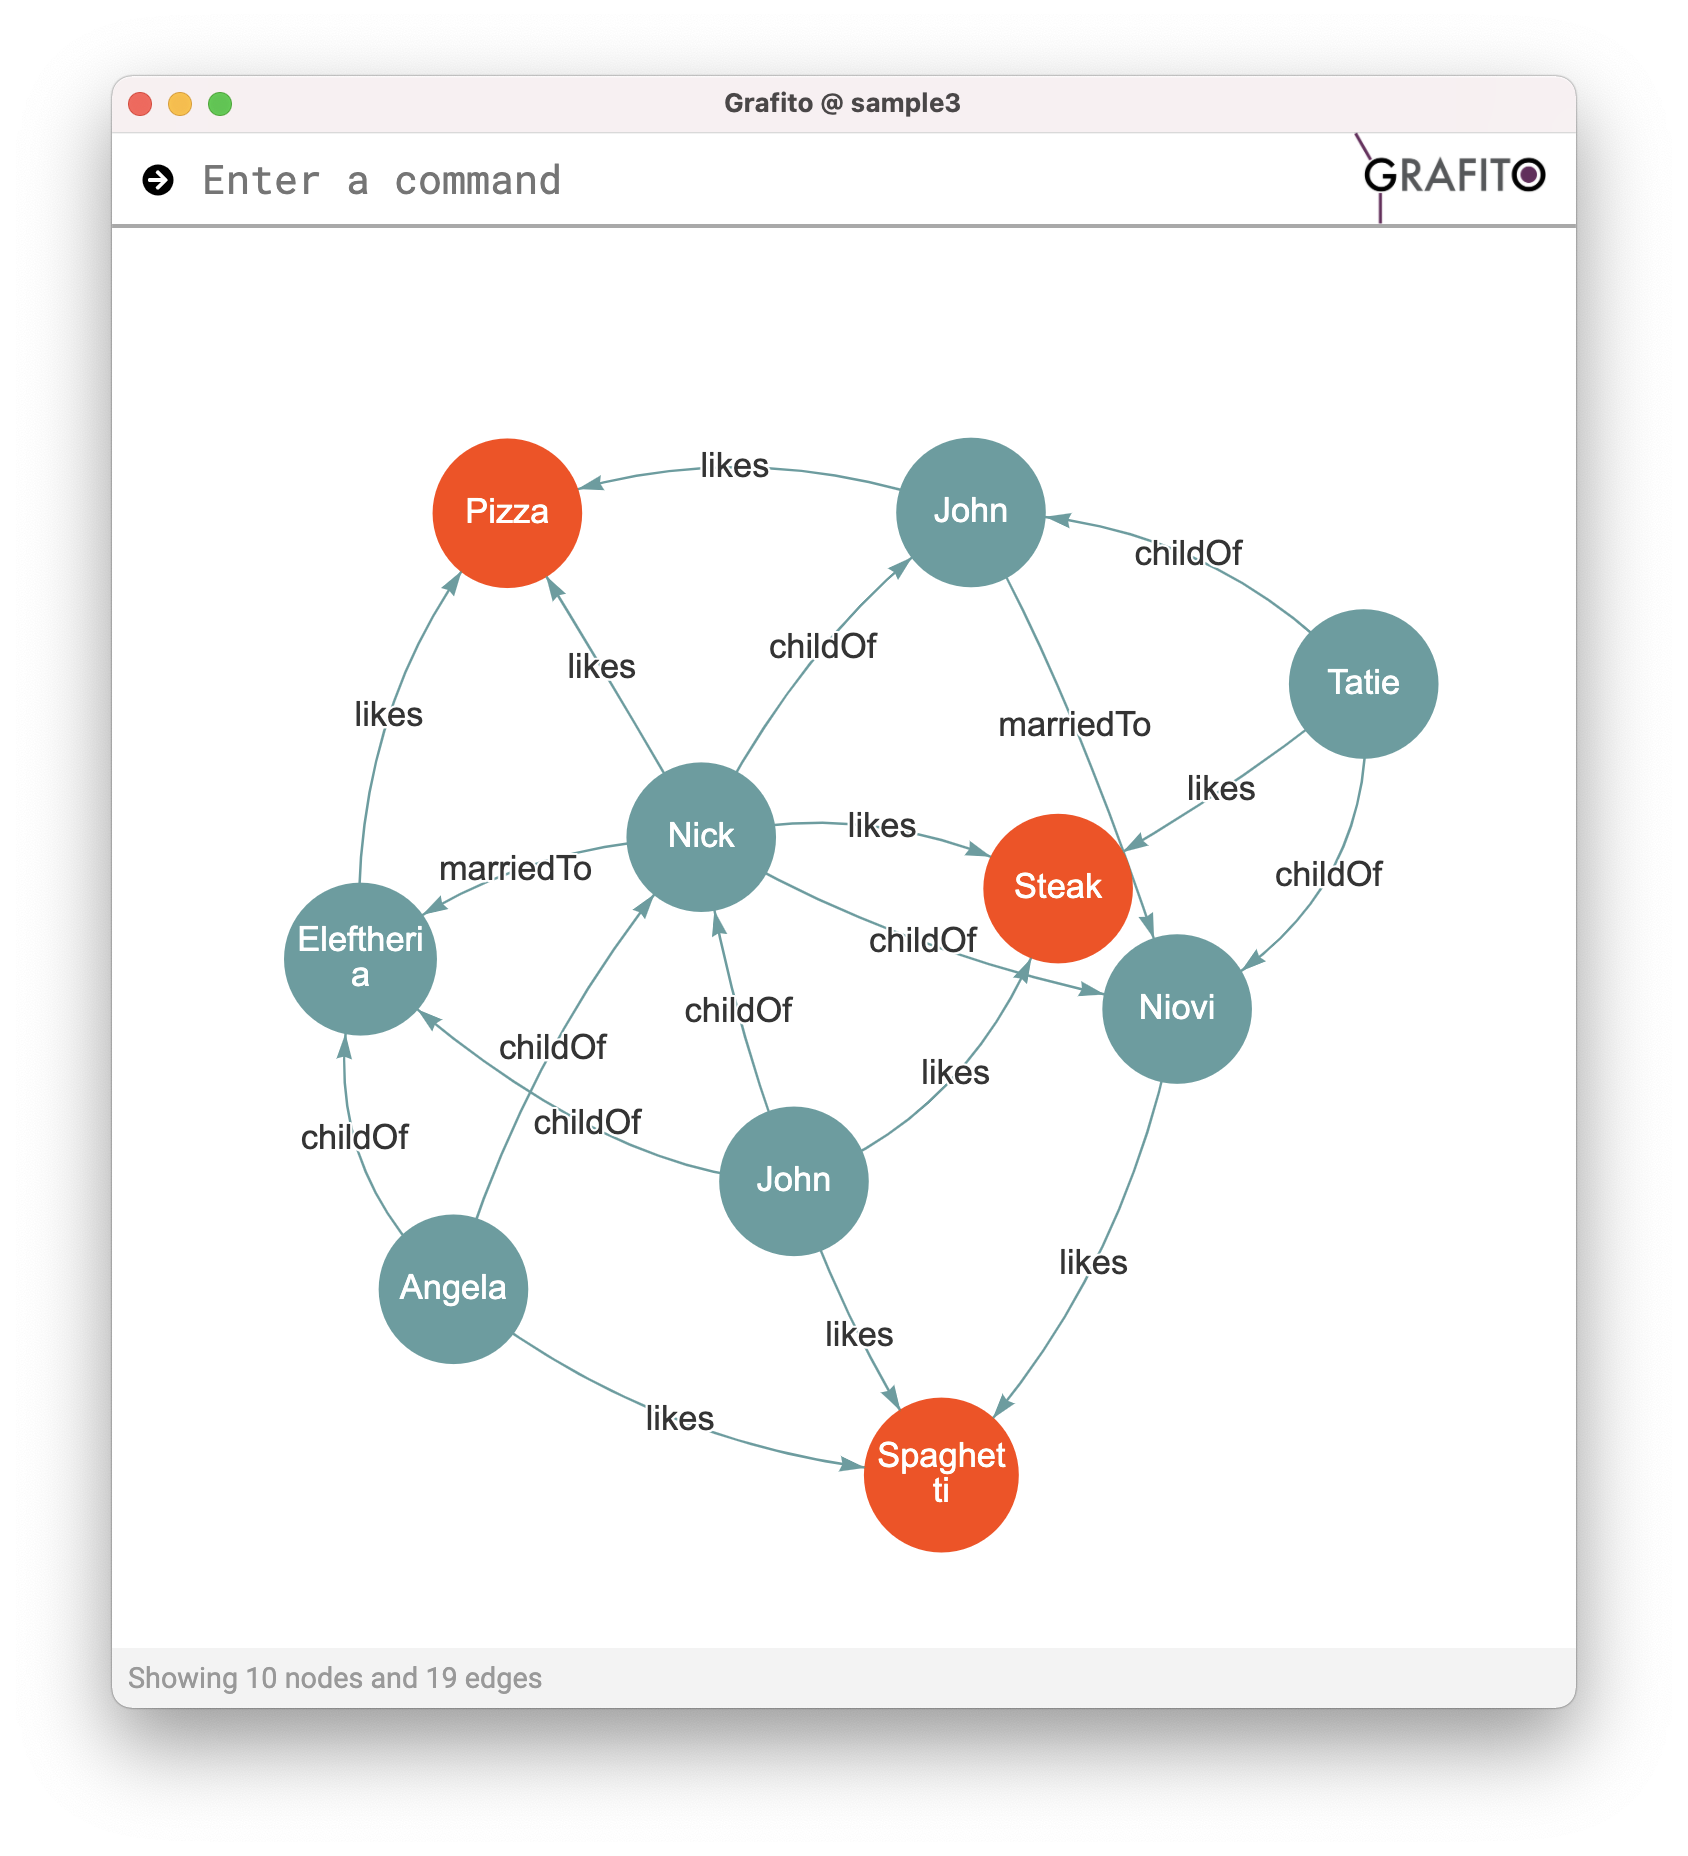 Grafito @ sample3
Enter a command
GRAFITO
likes
Pizza
John
childOf
childOf
likes
Tatie
likes
marriedTo
likes
likes
Nick
marriedTo
childOf
Steak
Eleftheri
a
childOf
childOf
Niovi
childOf
likes
childOf
childOf
John
likes
Angela
likes
likes
Spaghet
ti
Showing 10 nodes and 19 edges